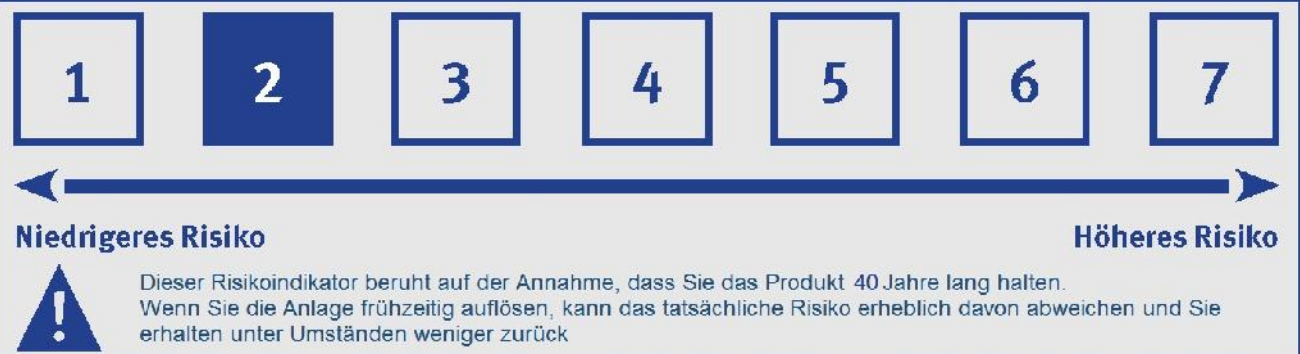 1 2 3 4 5 6 7
Niedrigeres Risiko Höheres Risiko
Dieser Risikoindikator beruht auf der Annahme, dass Sie das Produkt 40 Jahre lang halten.
Wenn Sie die Anlage frühzeitig auflösen, kann das tatsächliche Risiko erheblich davon abweichen und Sie
erhalten unter Umständen weniger zurück